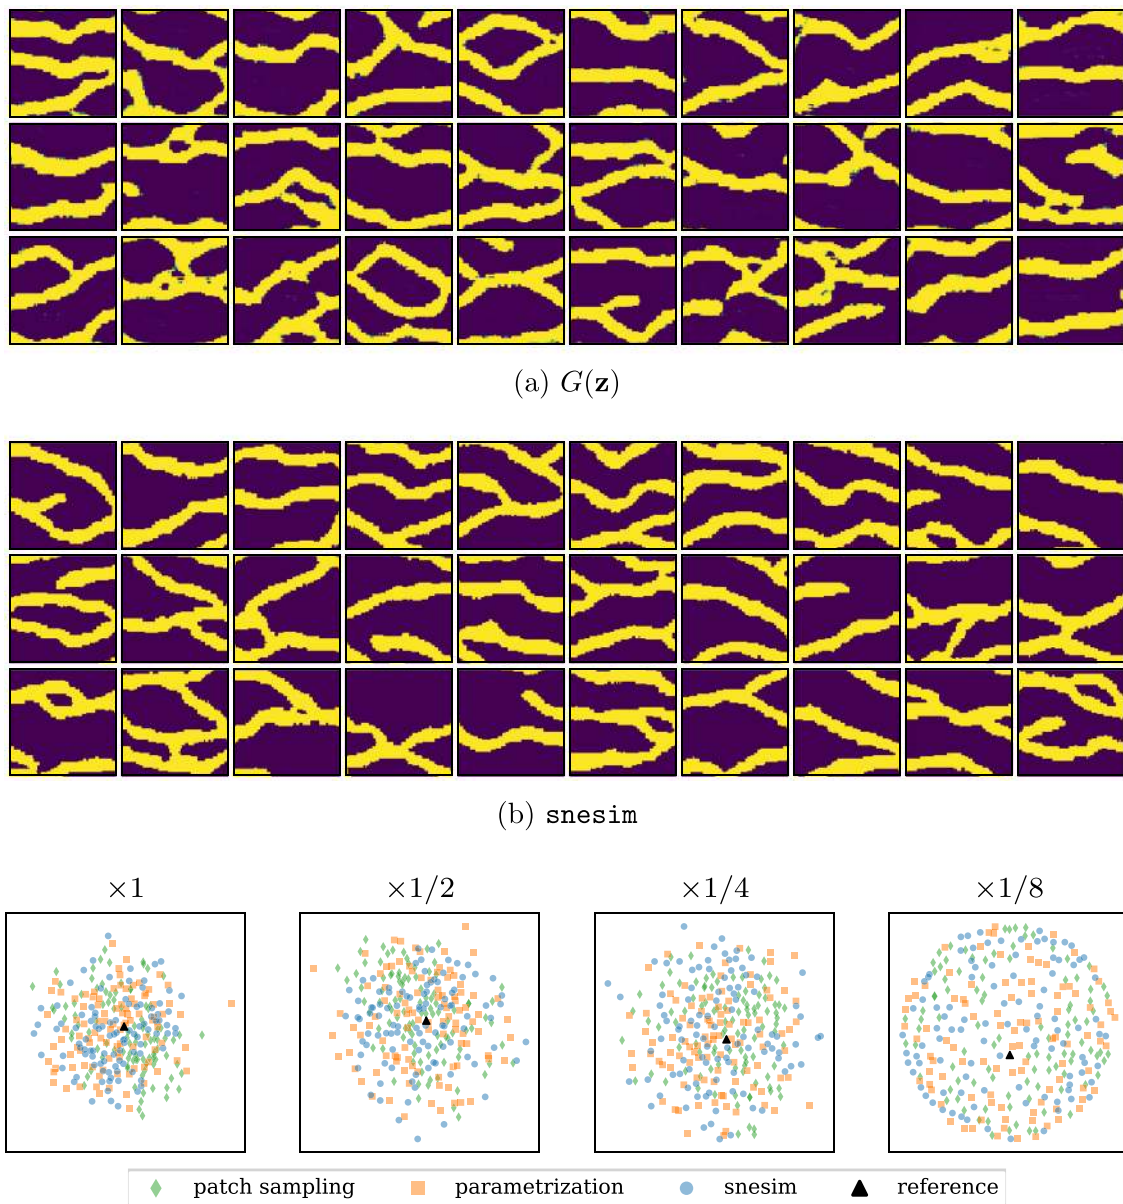 (a) G(z)
(b) snesim
×1 ×1/2 ×1/4 ×1/8
patch sampling parametrization snesim reference